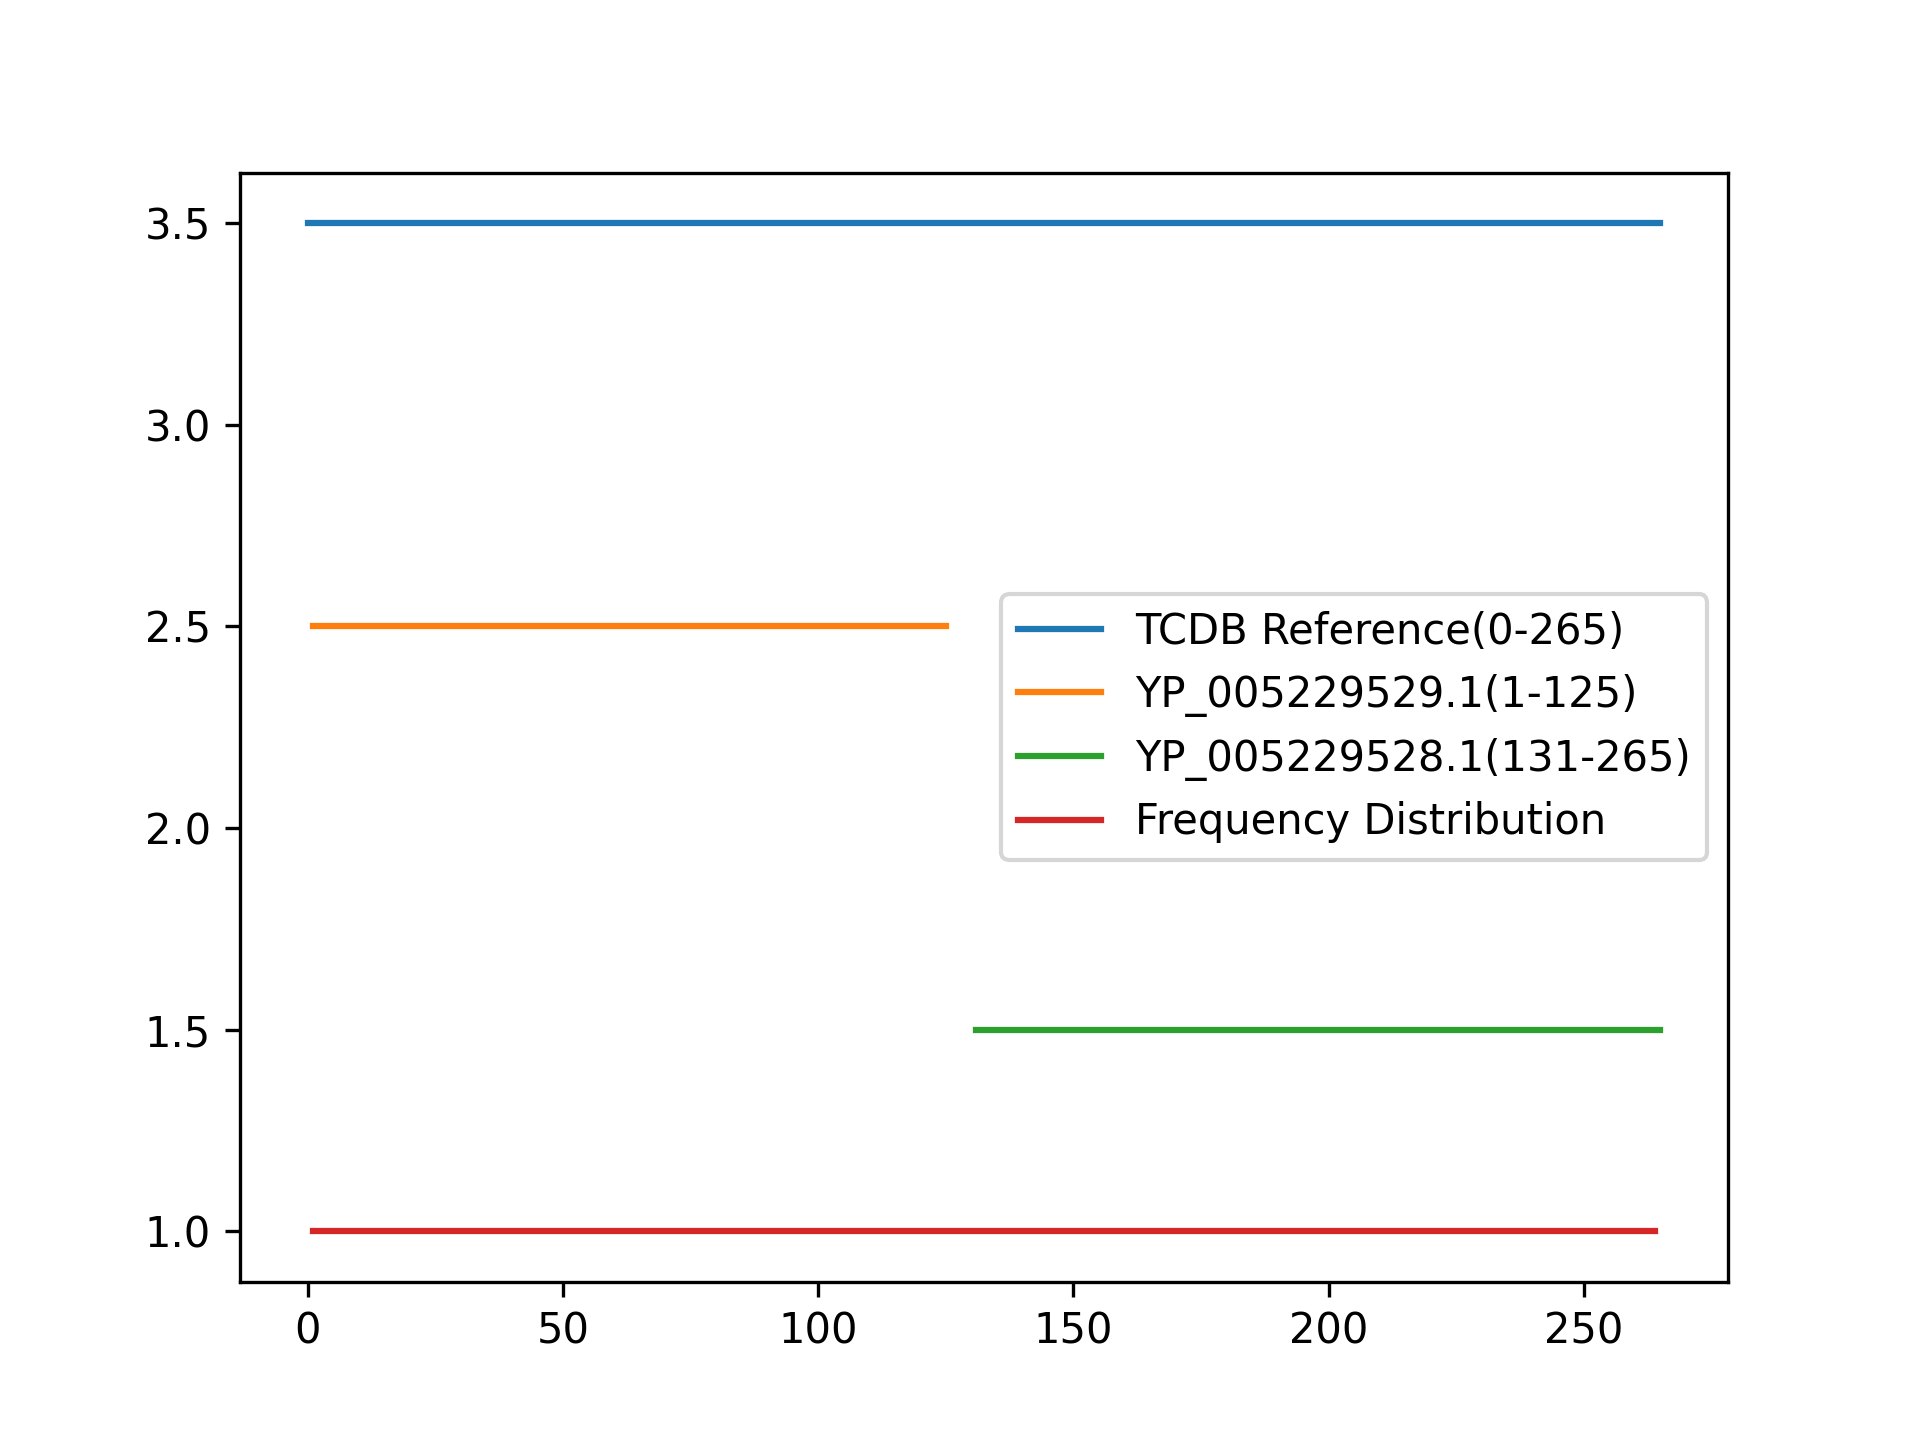 3.5
3.0
2.5
2.0
1.5
1.0
TCDB Reference(0-265)
YP_005229529.1(1-125)
YP_005229528.1(131-265)
Frequency Distribution
0 50 100 150 200 250